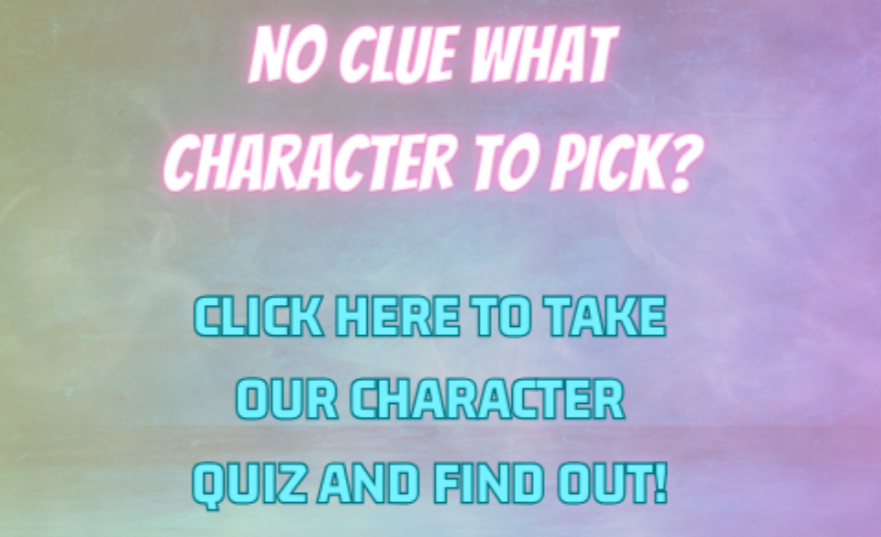 NO CLUE WHAT
CHARACTER TO PICK?
CLICK HERE TO TAKE
OUR CHARACTER
QUIZ AND FIND OUT!